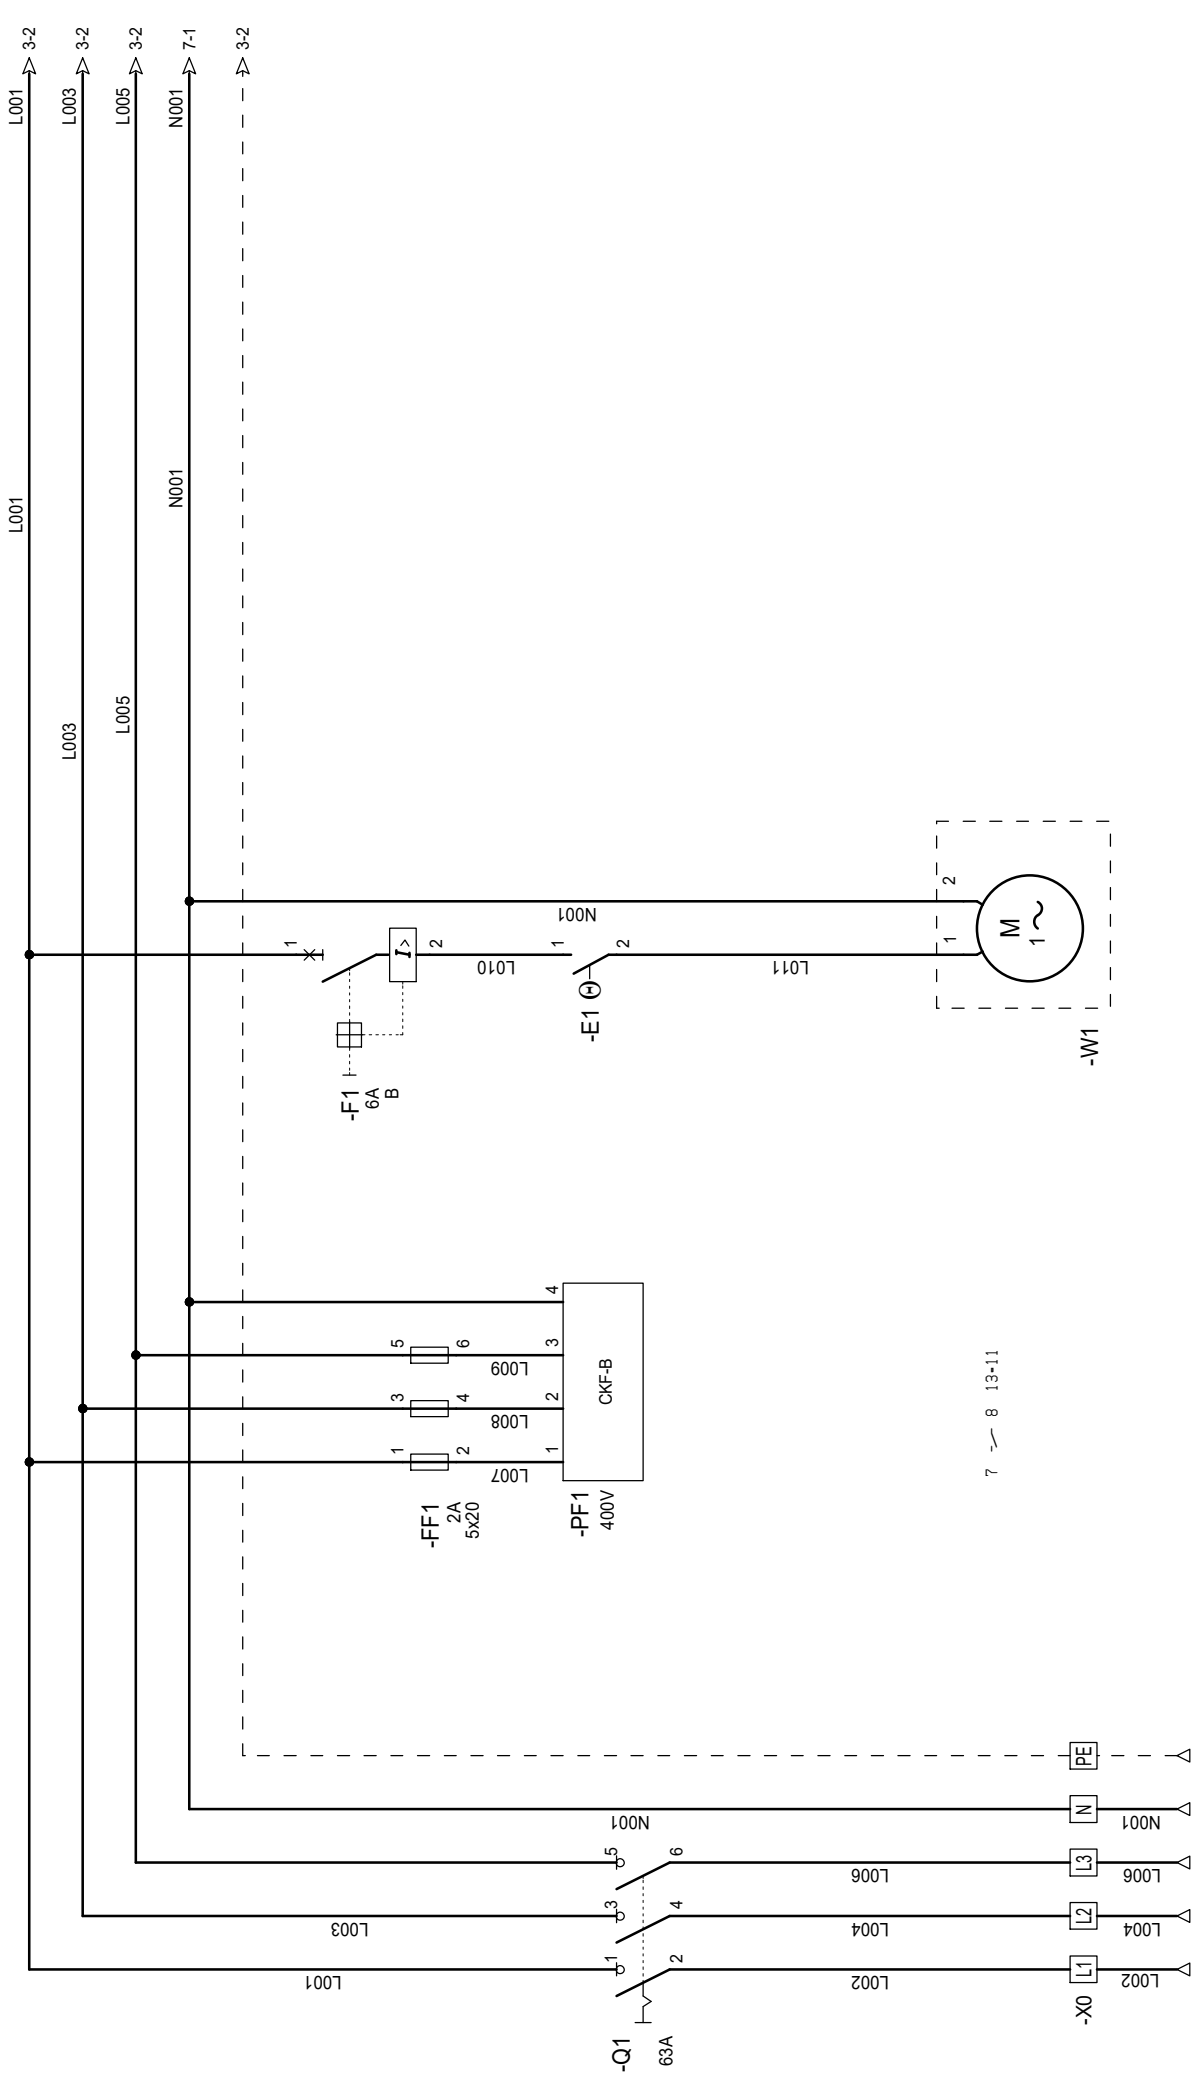 L001 3-2
L003 3-2
L005 3-2
N001 7-1
3-2
L001
L003
L005
N001
-Q1
63A
1
2
3
4
5
6
L001
L003
N001
L002
L004
L006
-X0
L1
L2
L3
N
PE
L002
L004
L006
N001
-FF1
2A
5x20
1
2
3
4
5
6
L007
L008
L009
-PF1
400V
1
2
3
4
CKF-B
7 8 13-11
-F1
6A
B
1
I>
2
L010
-E1
Θ
1
2
L011
N001
-W1
1
2
M
1~